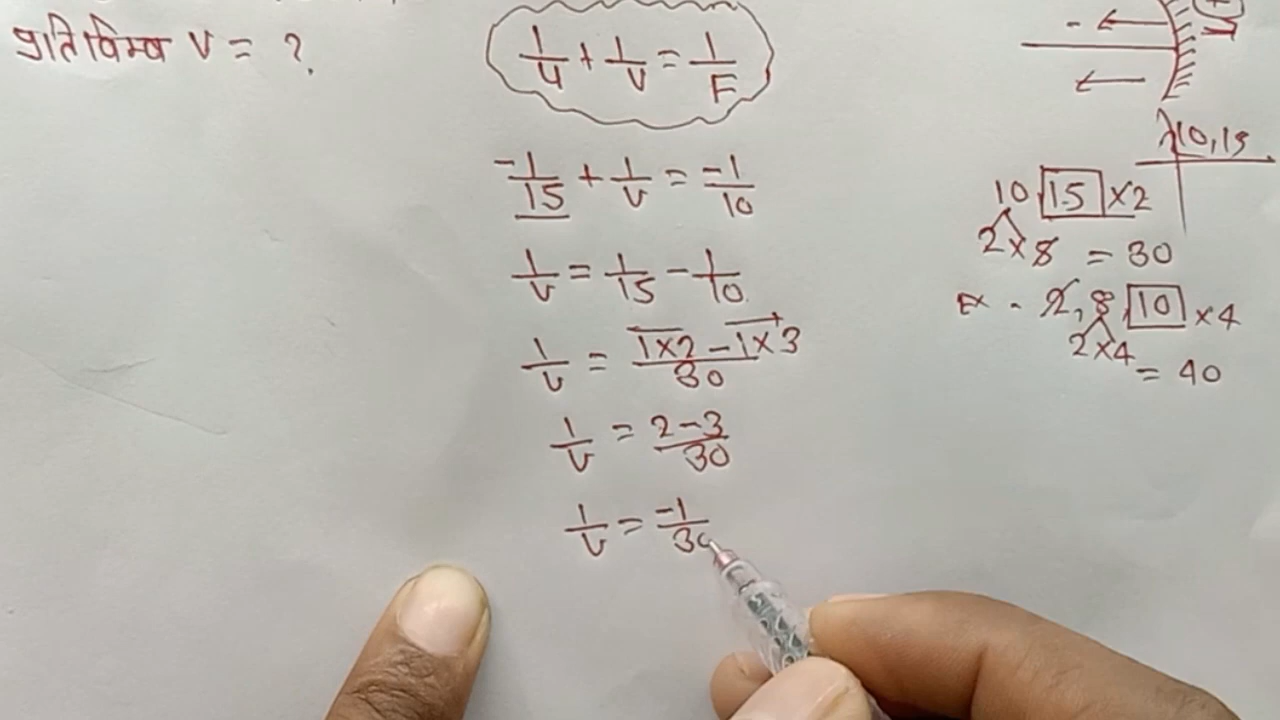 प्रतिविम्ब v = ?
1/u + 1/v = 1/F
-1/15 + 1/v = -1/10
1/v = 1/15 - 1/10
1/v = 1×2 - 1×3/30
1/v = 2-3/30
1/v = -1/30
-
10,15
10 15 ×2
2×8 = 30
Ex - 2,8 10 ×4
2×4
= 40